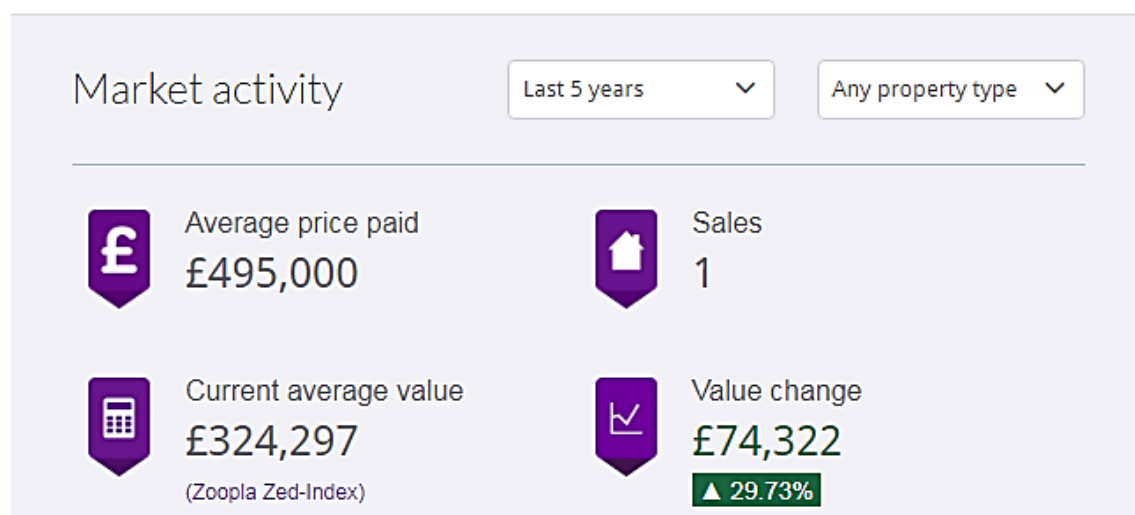 Market activity
Last 5 years
Any property type
£
Average price paid
£495,000
Sales
1
Current average value
£324,297
(Zoopla Zed-Index)
Value change
£74,322
▲ 29.73%